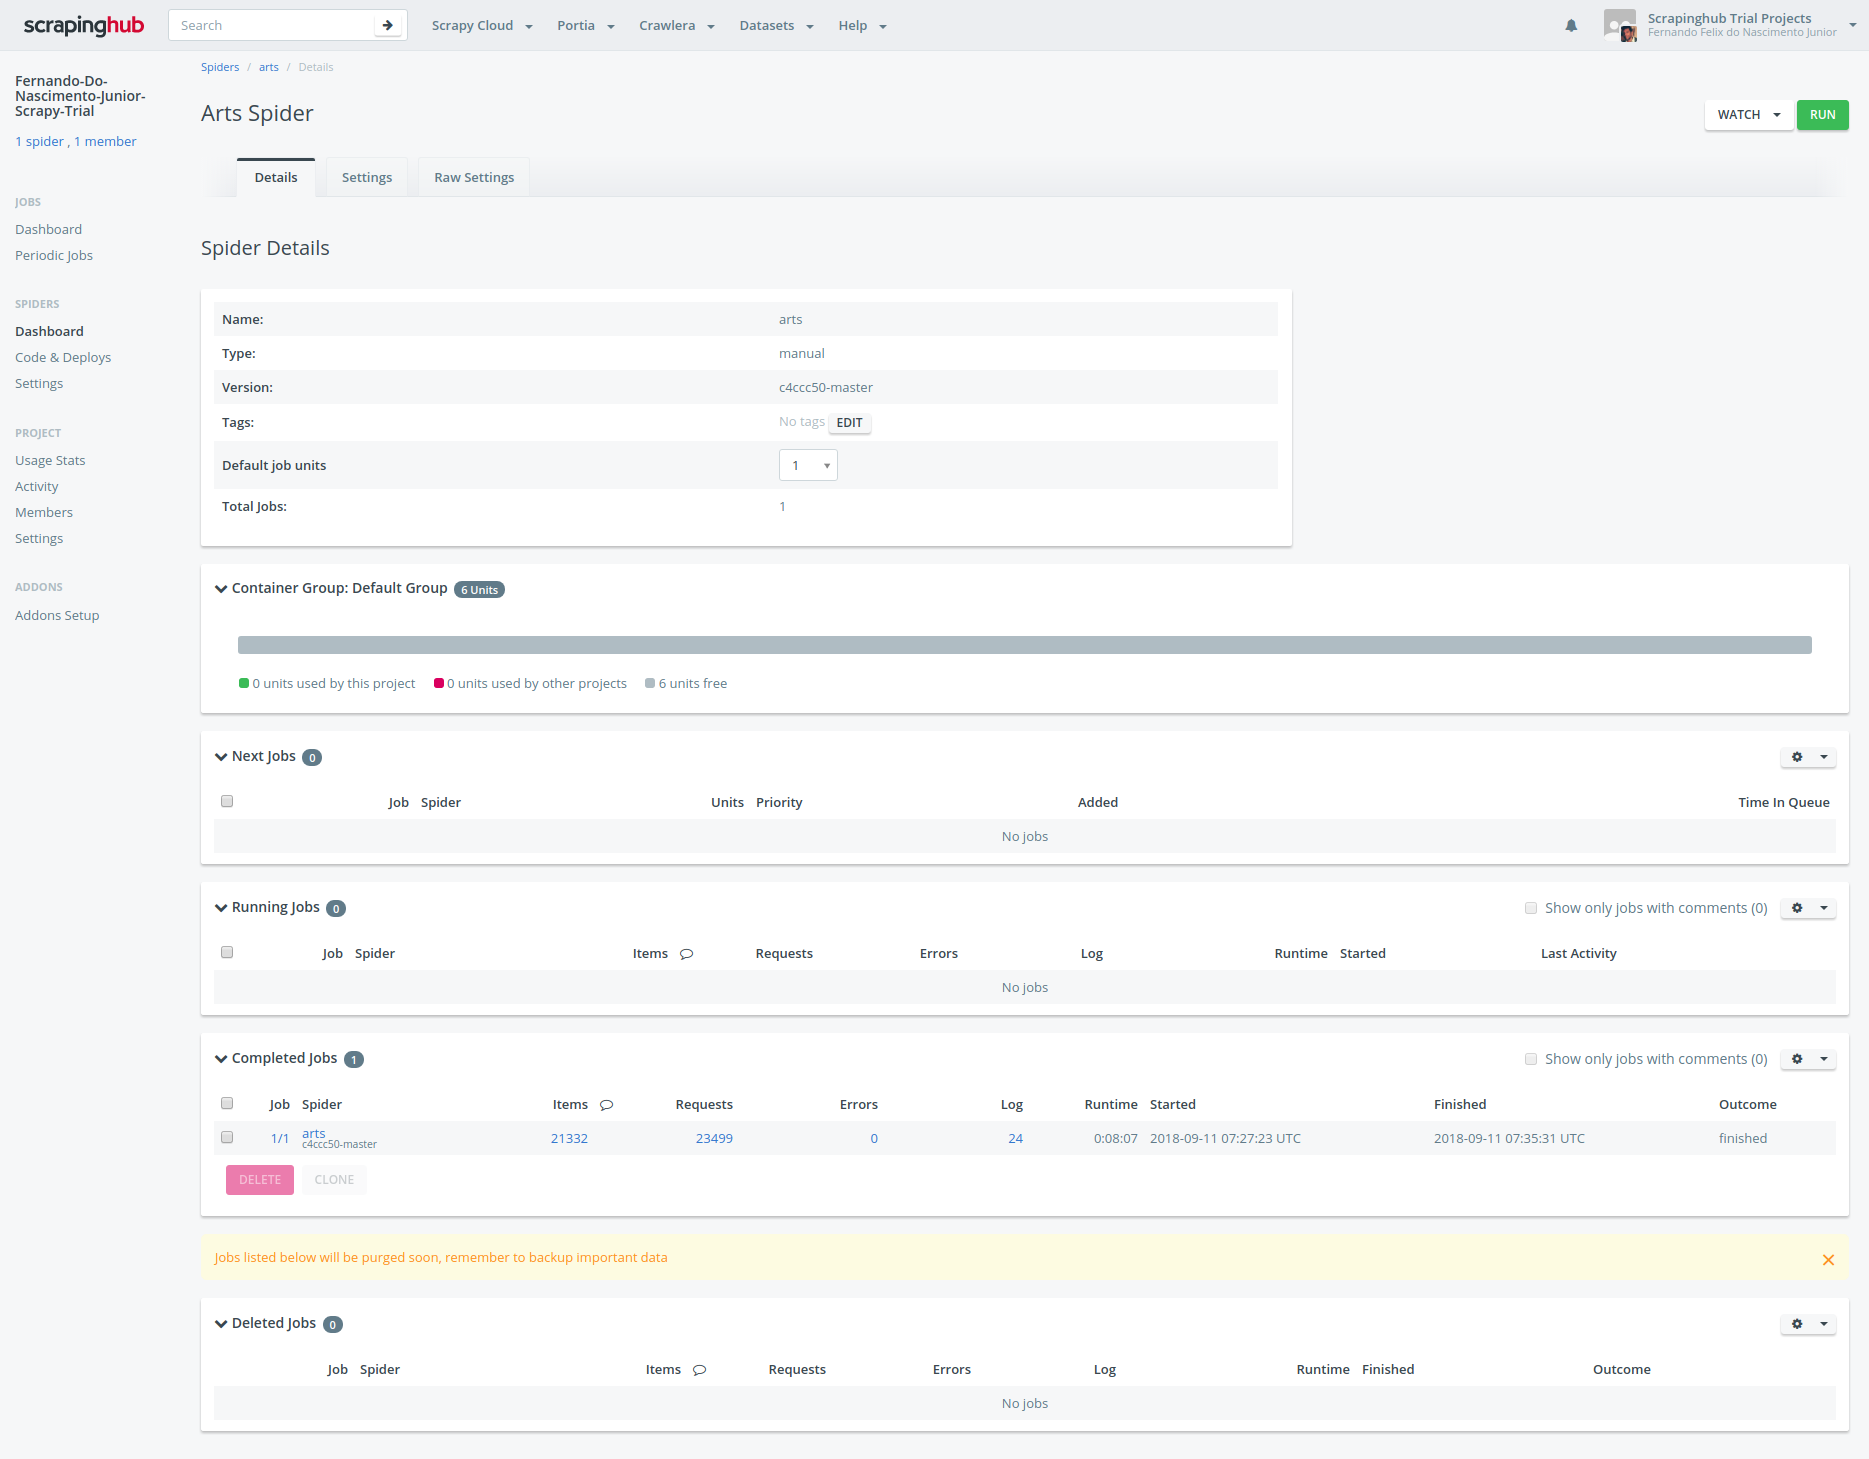 scrapinghub
Search
Scrapy Cloud Portia Crawlera Datasets Help
Scrapinghub Trial Projects
Fernando Felix do Nascimento Junior
Fernando-Do-
Nascimento-Junior-
Scrapy-Trial
1 spider , 1 member
JOBS
Dashboard
Periodic Jobs
SPIDERS
Dashboard
Code & Deploys
Settings
PROJECT
Usage Stats
Activity
Members
Settings
ADDONS
Addons Setup
Spiders / arts / Details
Arts Spider
WATCH RUN
Details Settings Raw Settings
Spider Details
Name: arts
Type: manual
Version: c4ccc50-master
Tags: No tags EDIT
Default job units 1
Total Jobs: 1
Container Group: Default Group 6 Units
0 units used by this project 0 units used by other projects 6 units free
Next Jobs 0
Job Spider Units Priority Added Time In Queue
No jobs
Running Jobs 0 Show only jobs with comments (0)
Job Spider Items Requests Errors Log Runtime Started Last Activity
No jobs
Completed Jobs 1 Show only jobs with comments (0)
Job Spider Items Requests Errors Log Runtime Started Finished Outcome
1/1 arts 21332 23499 0 24 0:08:07 2018-09-11 07:27:23 UTC 2018-09-11 07:35:31 UTC finished
c4ccc50-master
DELETE CLONE
Jobs listed below will be purged soon, remember to backup important data
Deleted Jobs 0
Job Spider Items Requests Errors Log Runtime Finished Outcome
No jobs